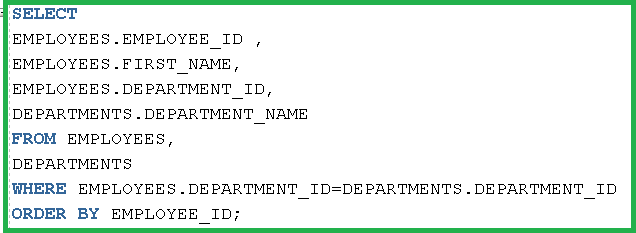 SELECT
EMPLOYEES.EMPLOYEE_ID ,
EMPLOYEES.FIRST_NAME,
EMPLOYEES.DEPARTMENT_ID,
DEPARTMENTS.DEPARTMENT_NAME
FROM EMPLOYEES,
DEPARTMENTS
WHERE EMPLOYEES.DEPARTMENT_ID=DEPARTMENTS.DEPARTMENT_ID
ORDER BY EMPLOYEE_ID;